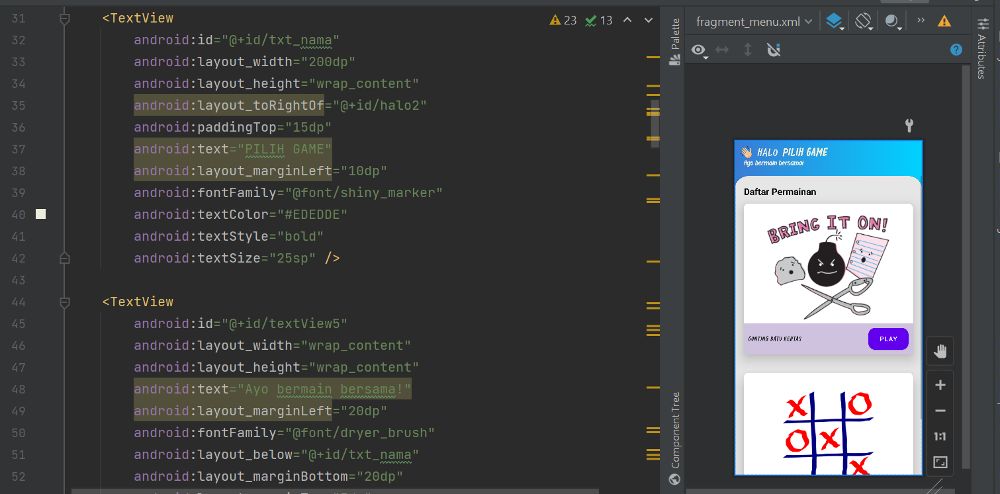 31 <TextView
32 android:id="@+id/txt_nama"
33 android:layout_width="200dp"
34 android:layout_height="wrap_content"
35 android:layout_toRightOf="@+id/halo2"
36 android:paddingTop="15dp"
37 android:text="PILIH GAME"
38 android:layout_marginLeft="10dp"
39 android:fontFamily="@font/shiny_marker"
40 android:textColor="#EDEDDE"
41 android:textStyle="bold"
42 android:textSize="25sp" />
43
44 <TextView
45 android:id="@+id/textView5"
46 android:layout_width="wrap_content"
47 android:layout_height="wrap_content"
48 android:text="Ayo bermain bersama!"
49 android:layout_marginLeft="20dp"
50 android:fontFamily="@font/dryer_brush"
51 android:layout_below="@+id/txt_nama"
52 android:layout_marginBottom="20dp"
23 13
Palette
Component Tree
fragment_menu.xml
Attributes
HALO PILIH GAME
Ayo bermain bersama!
Daftar Permainan
BRING IT ON!
GUNTING BATU KERTAS
PLAY
X O
O X
X
1:1